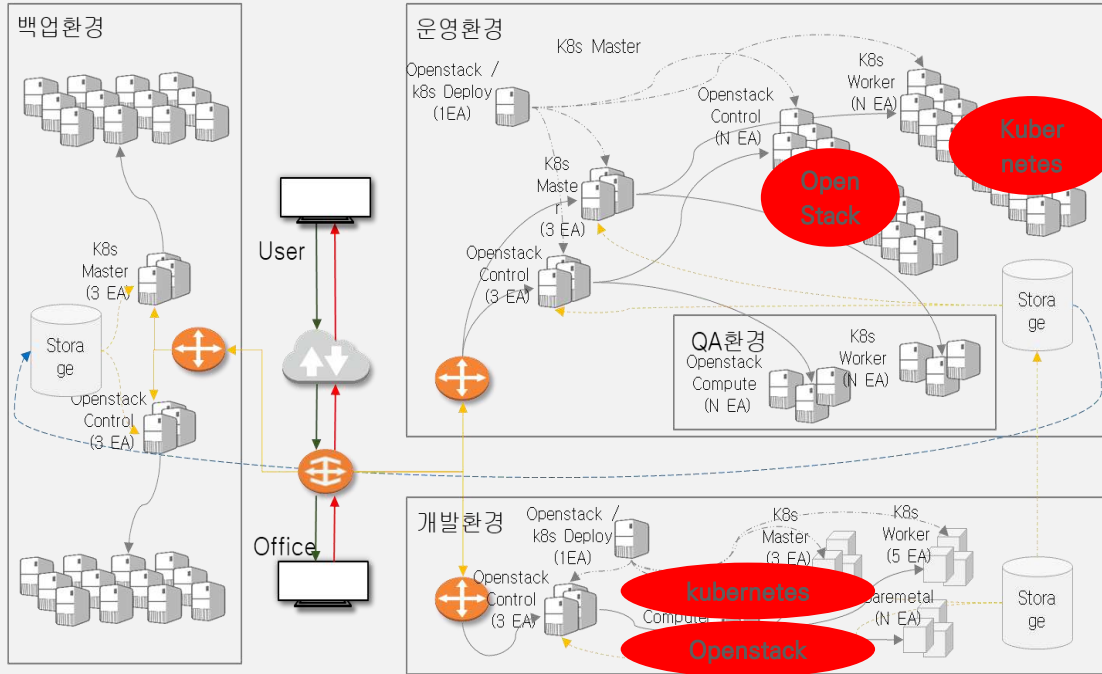 백업환경
K8s
Master
(3 EA)
Stora
ge
Openstack
Control
(3 EA)
User
Office
운영환경
K8s Master
Openstack /
k8s Deploy
(1EA)
Openstack
Control
(N EA)
K8s
Worker
(N EA)
Kuber
netes
Open
Stack
K8s
Maste
r
(3 EA)
Openstack
Control
(3 EA)
Stora
ge
QA환경
Openstack
Compute
(N EA)
K8s
Worker
(N EA)
개발환경
Openstack /
k8s Deploy
(1EA)
K8s
Master
(3 EA)
K8s
Worker
(5 EA)
Openstack
Control
(3 EA)
kubernetes
Compute
Baremetal
(N EA)
Openstack
Stora
ge